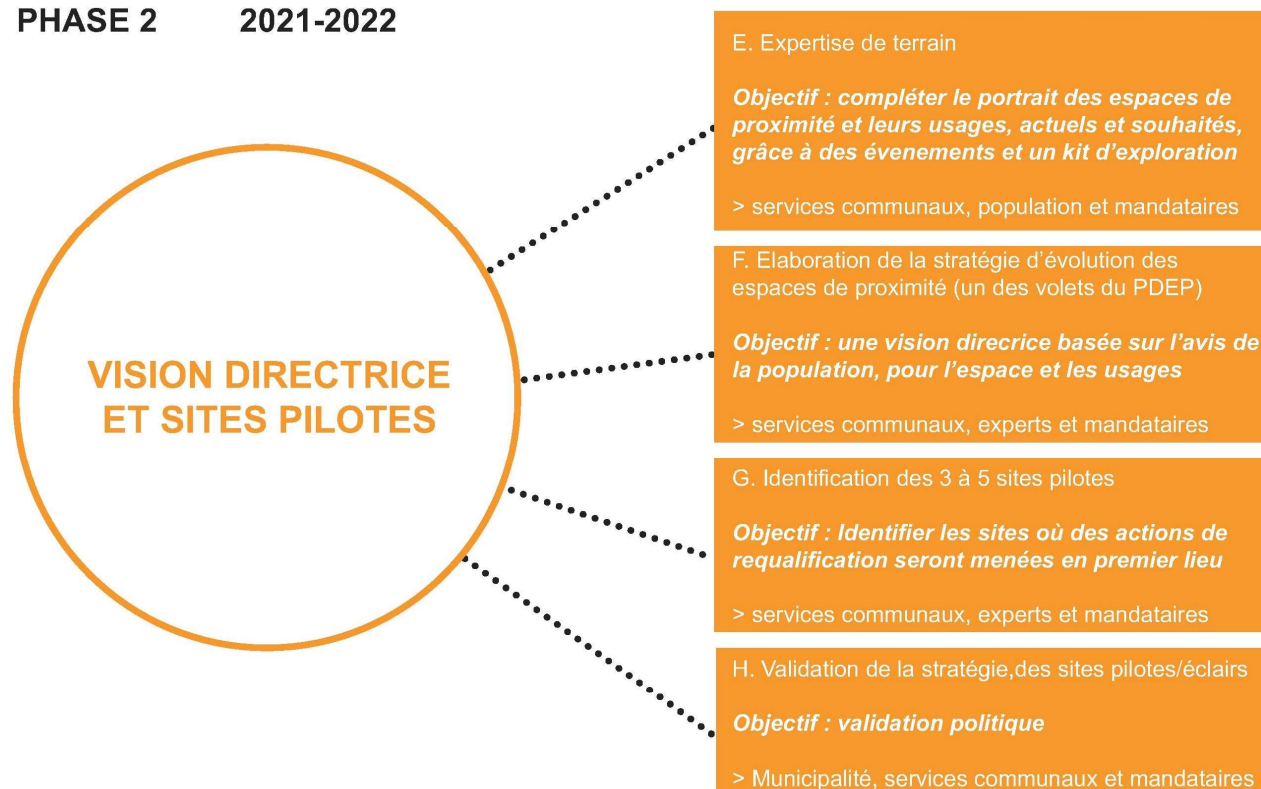 PHASE 2 2021-2022
VISION DIRECTRICE
ET SITES PILOTES
E. Expertise de terrain
Objectif : compléter le portrait des espaces de
proximité et leurs usages, actuels et souhaités,
grâce à des évenements et un kit d'exploration
> services communaux, population et mandataires
F. Elaboration de la stratégie d'évolution des
espaces de proximité (un des volets du PDEP)
Objectif : une vision direcrice basée sur l'avis de
la population, pour l'espace et les usages
> services communaux, experts et mandataires
G. Identification des 3 à 5 sites pilotes
Objectif : Identifier les sites où des actions de
requalification seront menées en premier lieu
> services communaux, experts et mandataires
H. Validation de la stratégie,des sites pilotes/éclairs
Objectif : validation politique
> Municipalité, services communaux et mandataires